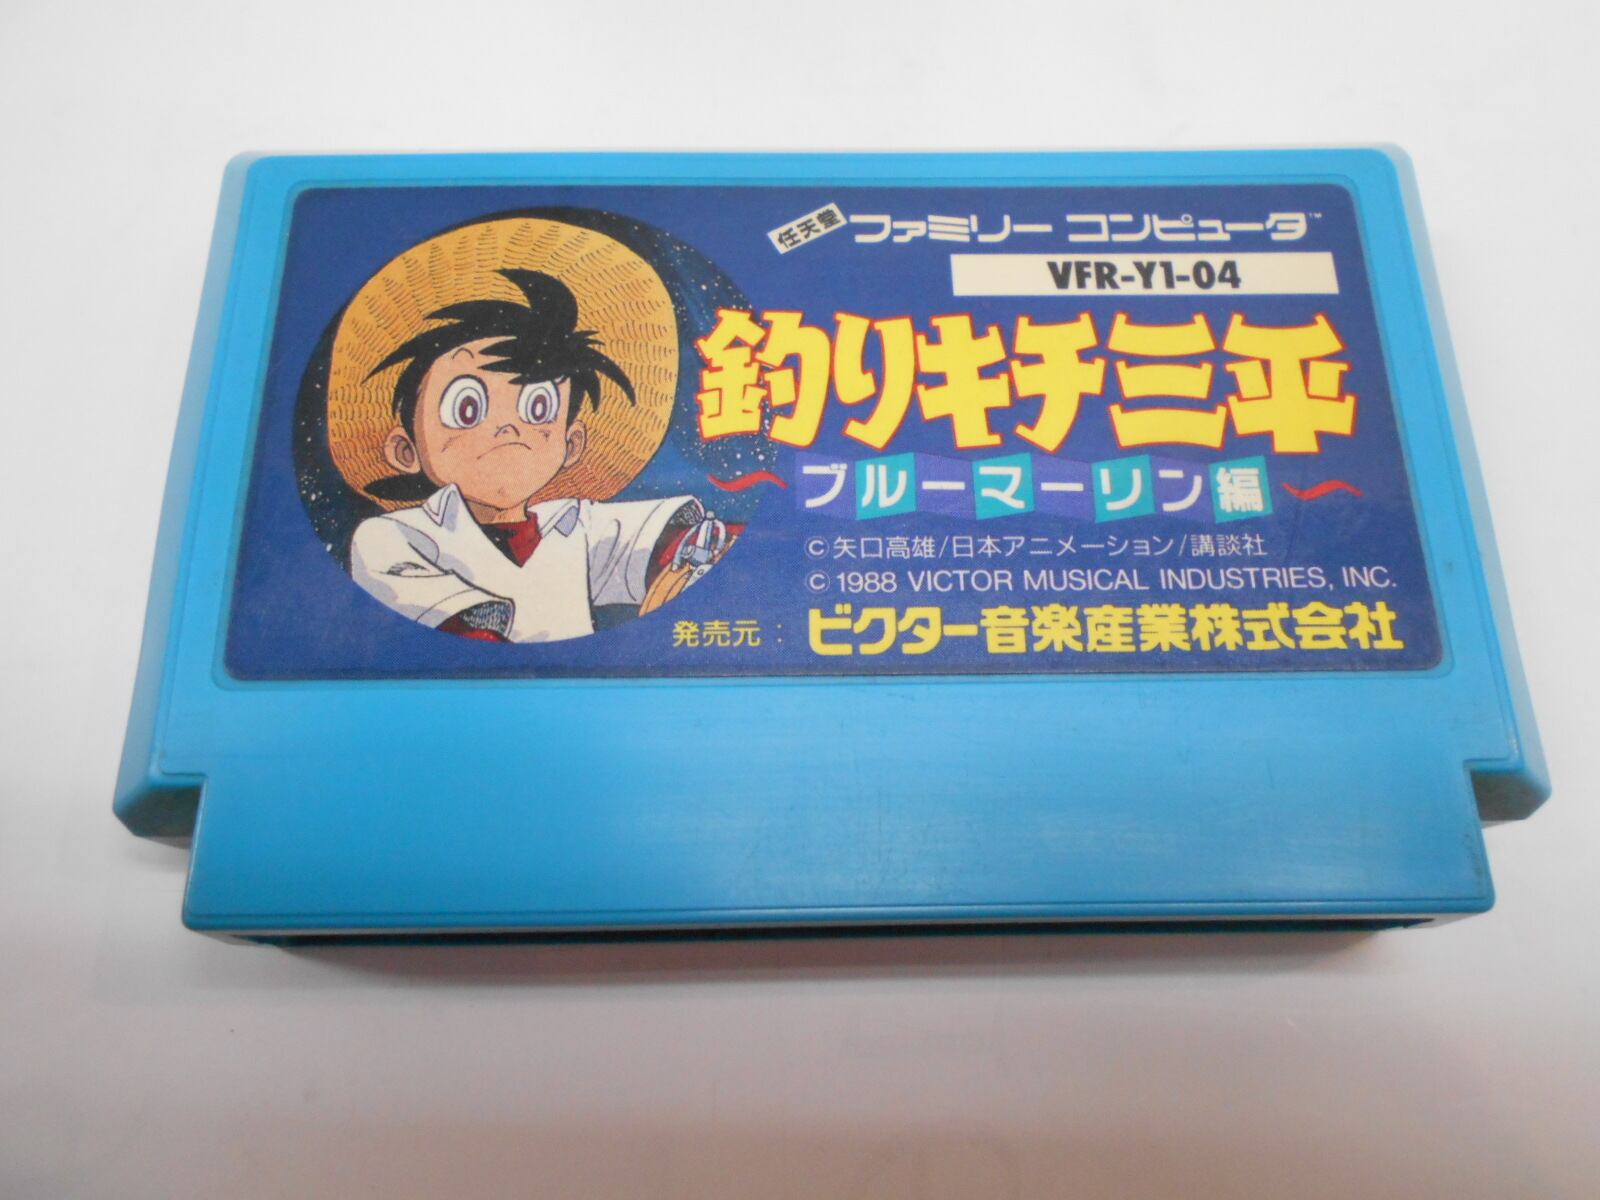 任天堂 ファミリー コンピュータ™
VFR-Y1-04
釣りキチ三平
～ブルーマーリン編～
©矢口高雄/日本アニメーション/講談社
© 1988 VICTOR MUSICAL INDUSTRIES, INC.
発売元：ビクター音楽産業株式会社